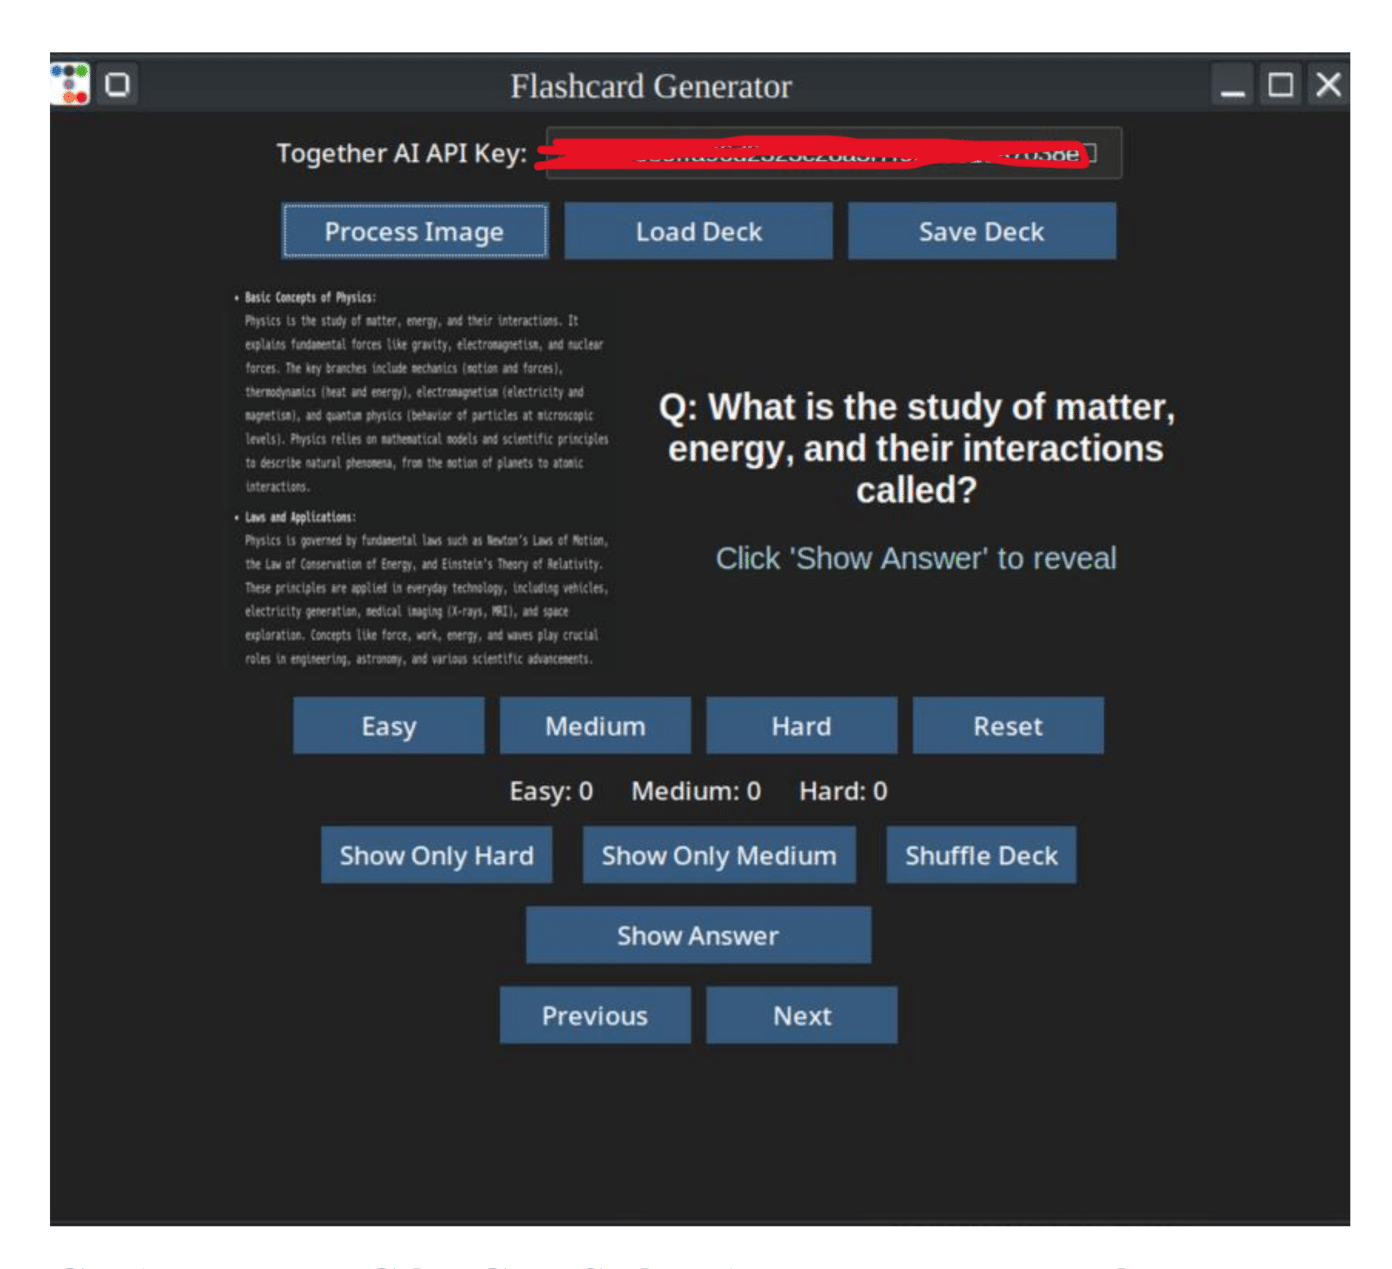 Flashcard Generator
Together AI API Key:
Process Image
Load Deck
Save Deck
• Basic Concepts of Physics:
Physics is the study of matter, energy, and their interactions. It
explains fundamental forces like gravity, electromagnetism, and nuclear
forces. The key branches include mechanics (motion and forces),
thermodynamics (heat and energy), electromagnetism (electricity and
magnetism), and quantum physics (behavior of particles at microscopic
levels). Physics relies on mathematical models and scientific principles
to describe natural phenomena, from the motion of planets to atomic
interactions.
• Laws and Applications:
Physics is governed by fundamental laws such as Newton's Laws of Motion,
the Law of Conservation of Energy, and Einstein's Theory of Relativity.
These principles are applied in everyday technology, including vehicles,
electricity generation, medical imaging (X-rays, MRI), and space
exploration. Concepts like force, work, energy, and waves play crucial
roles in engineering, astronomy, and various scientific advancements.
Q: What is the study of matter,
energy, and their interactions
called?
Click 'Show Answer' to reveal
Easy
Medium
Hard
Reset
Easy: 0 Medium: 0 Hard: 0
Show Only Hard
Show Only Medium
Shuffle Deck
Show Answer
Previous
Next